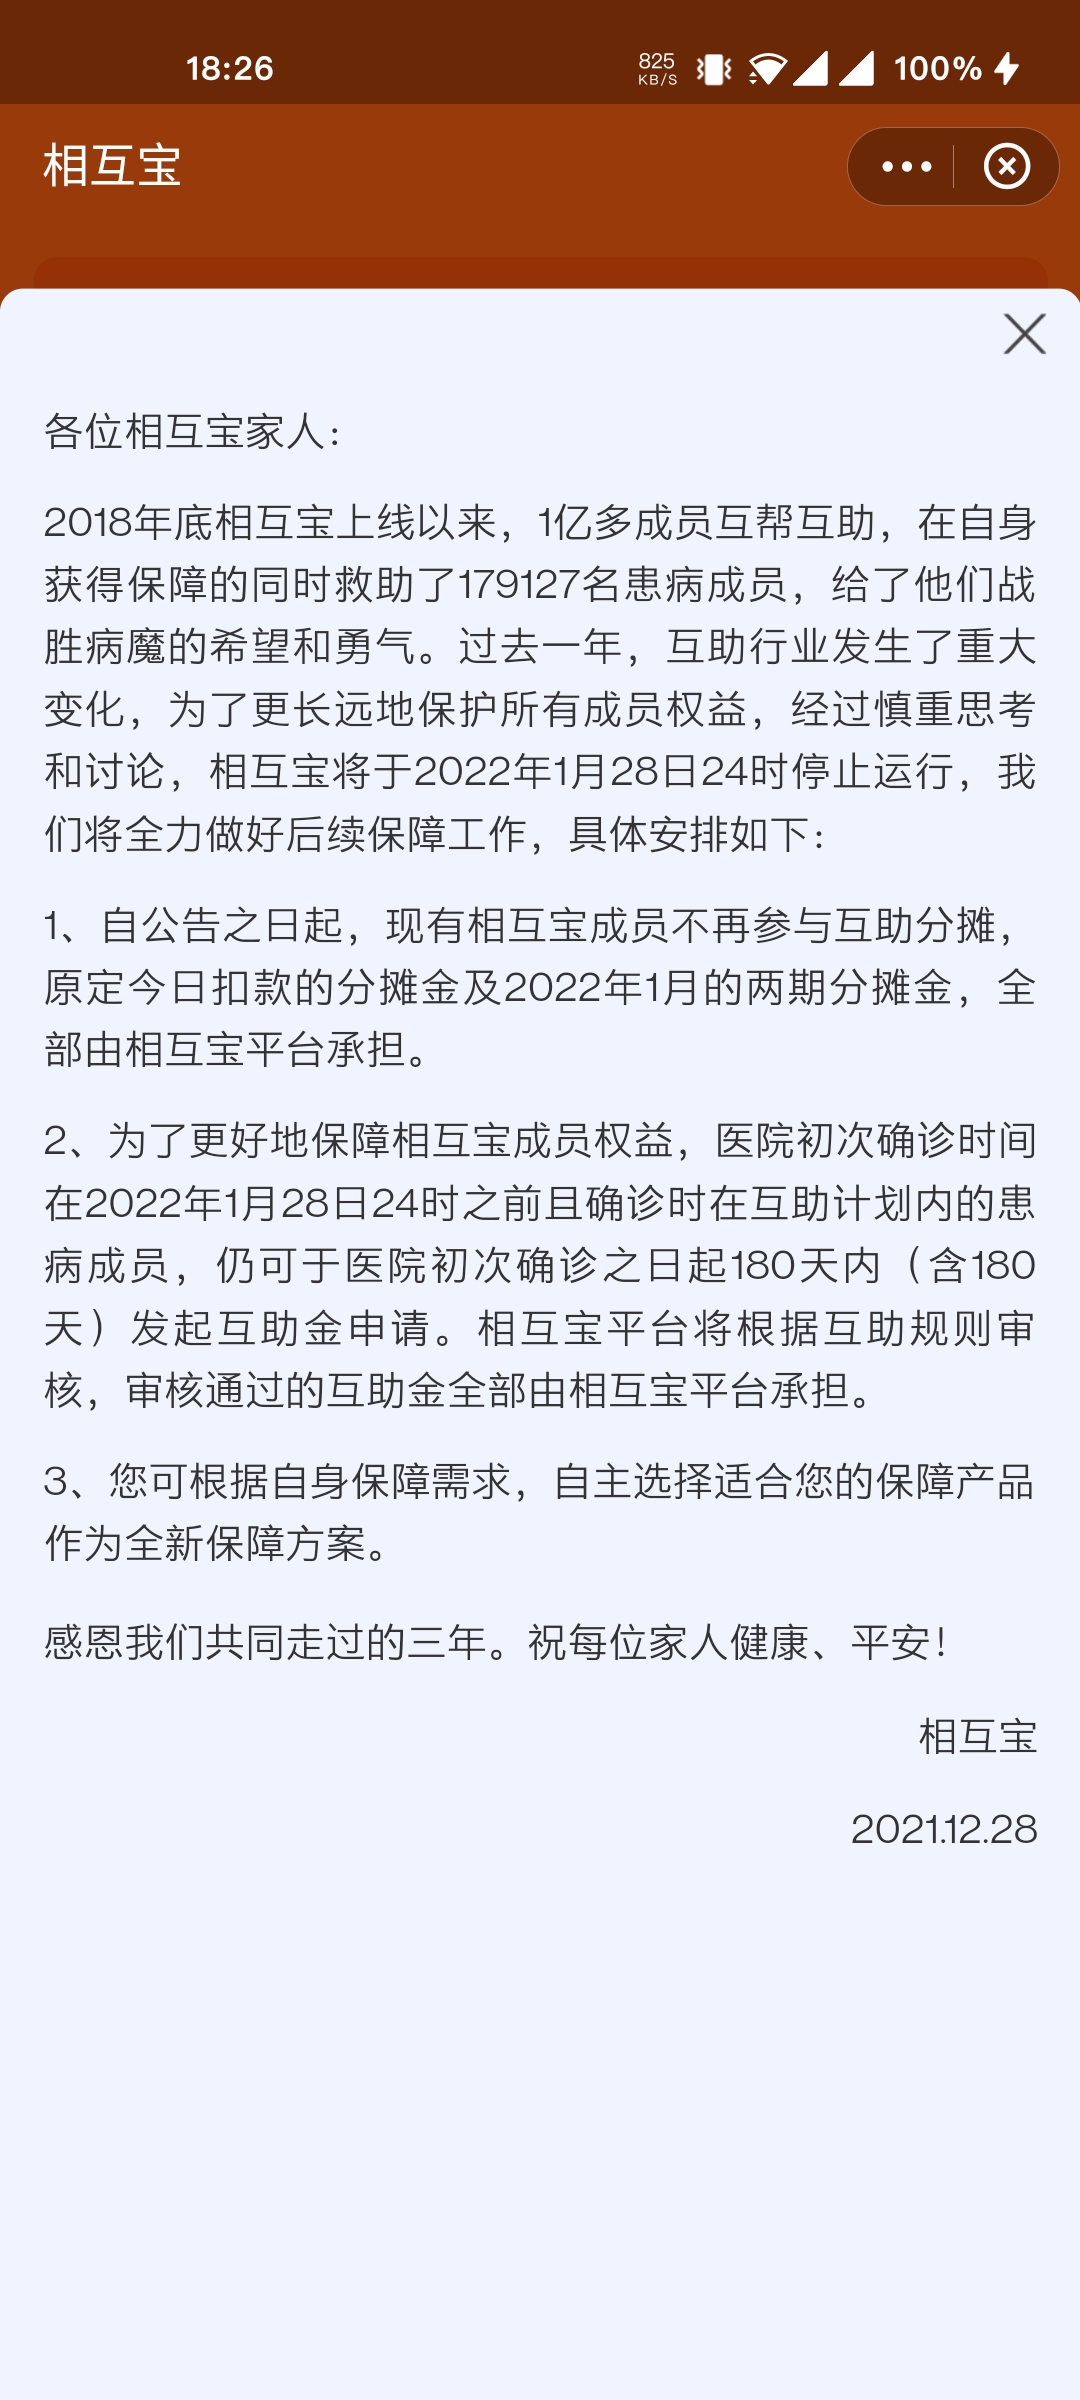 18:26
825
KB/S
100%
相互宝
各位相互宝家人：
2018年底相互宝上线以来，1亿多成员互帮互助，在自身
获得保障的同时救助了179127名患病成员，给了他们战
胜病魔的希望和勇气。过去一年，互助行业发生了重大
变化，为了更长远地保护所有成员权益，经过慎重思考
和讨论，相互宝将于2022年1月28日24时停止运行，我
们将全力做好后续保障工作，具体安排如下：
1、自公告之日起，现有相互宝成员不再参与互助分摊，
原定今日扣款的分摊金及2022年1月的两期分摊金，全
部由相互宝平台承担。
2、为了更好地保障相互宝成员权益，医院初次确诊时间
在2022年1月28日24时之前且确诊时在互助计划内的患
病成员，仍可于医院初次确诊之日起180天内（含180
天）发起互助金申请。相互宝平台将根据互助规则审
核，审核通过的互助金全部由相互宝平台承担。
3、您可根据自身保障需求，自主选择适合您的保障产品
作为全新保障方案。
感恩我们共同走过的三年。祝每位家人健康、平安！
相互宝
2021.12.28